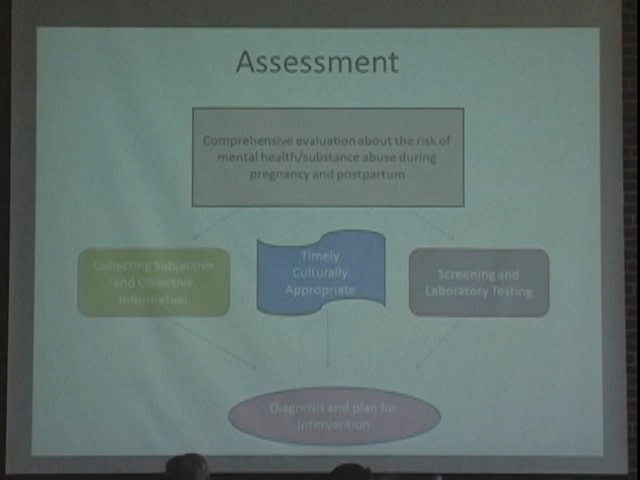 Assessment
Comprehensive evaluation about the risk of
mental health/substance abuse during
pregnancy and postpartum
Collecting Subjective
and Objective
Information
Timely
Culturally
Appropriate
Screening and
Laboratory Testing
Diagnosis and plan for
intervention